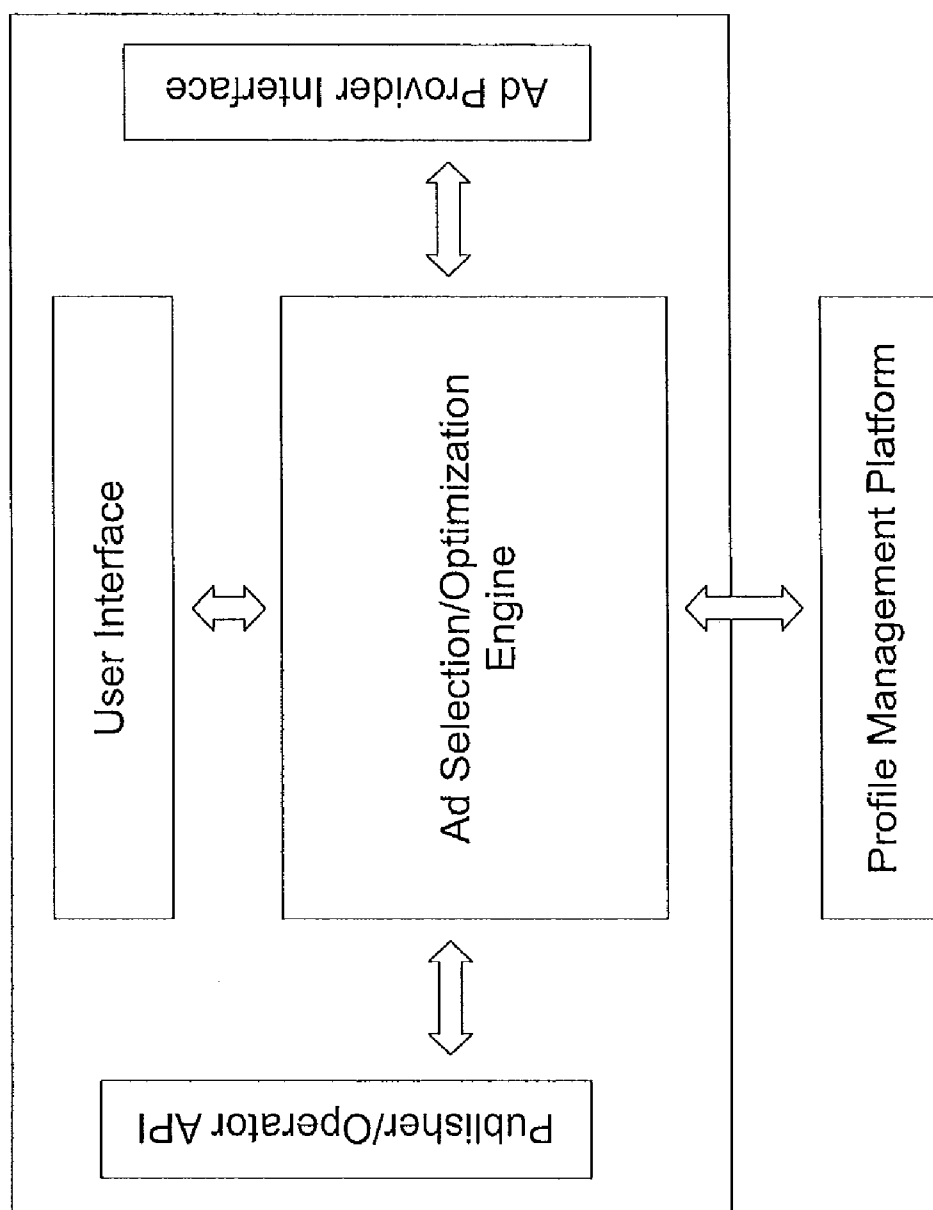 User Interface
Publisher/Operator API
Ad Selection/Optimization
Engine
Ad Provider Interface
Profile Management Platform